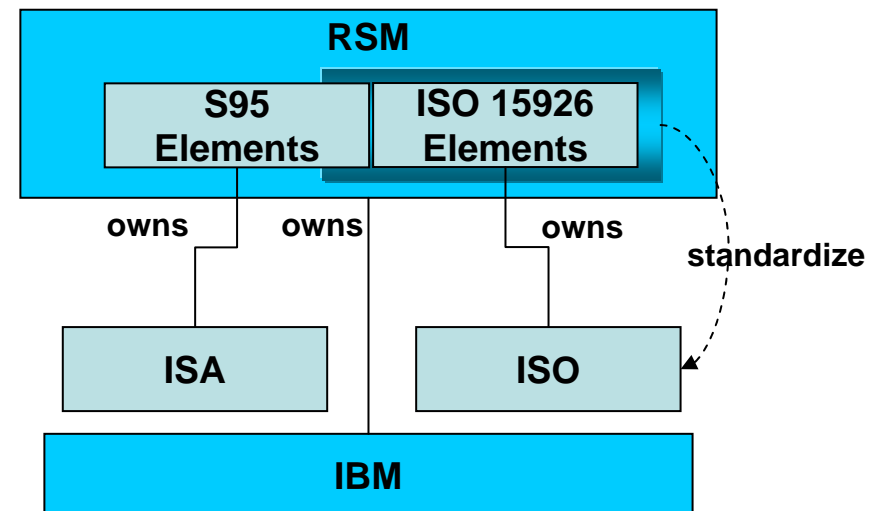 RSM
S95
Elements
ISO 15926
Elements
owns
owns
owns
standardize
ISA
ISO
IBM